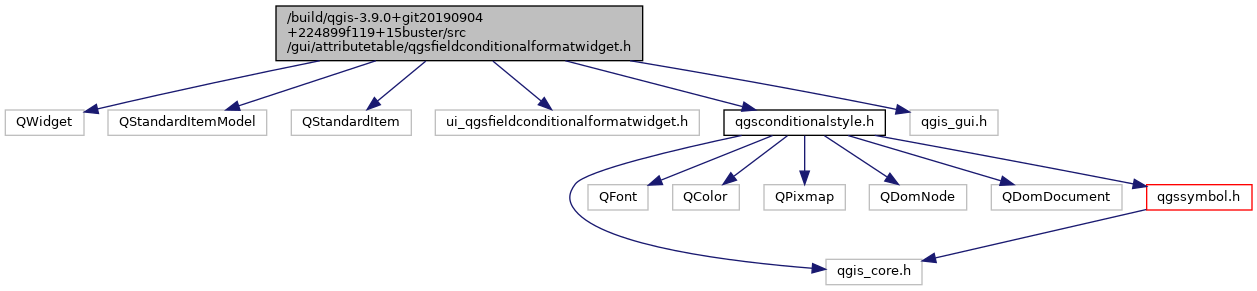 /build/qgis-3.9.0+git20190904
+224899f119+15buster/src
/gui/attributetable/qgsfieldconditionalformatwidget.h
QWidget
QStandardItemModel
QStandardItem
ui_qgsfieldconditionalformatwidget.h
qgsconditionalstyle.h
qgis_gui.h
QFont
QColor
QPixmap
QDomNode
QDomDocument
qgssymbol.h
qgis_core.h